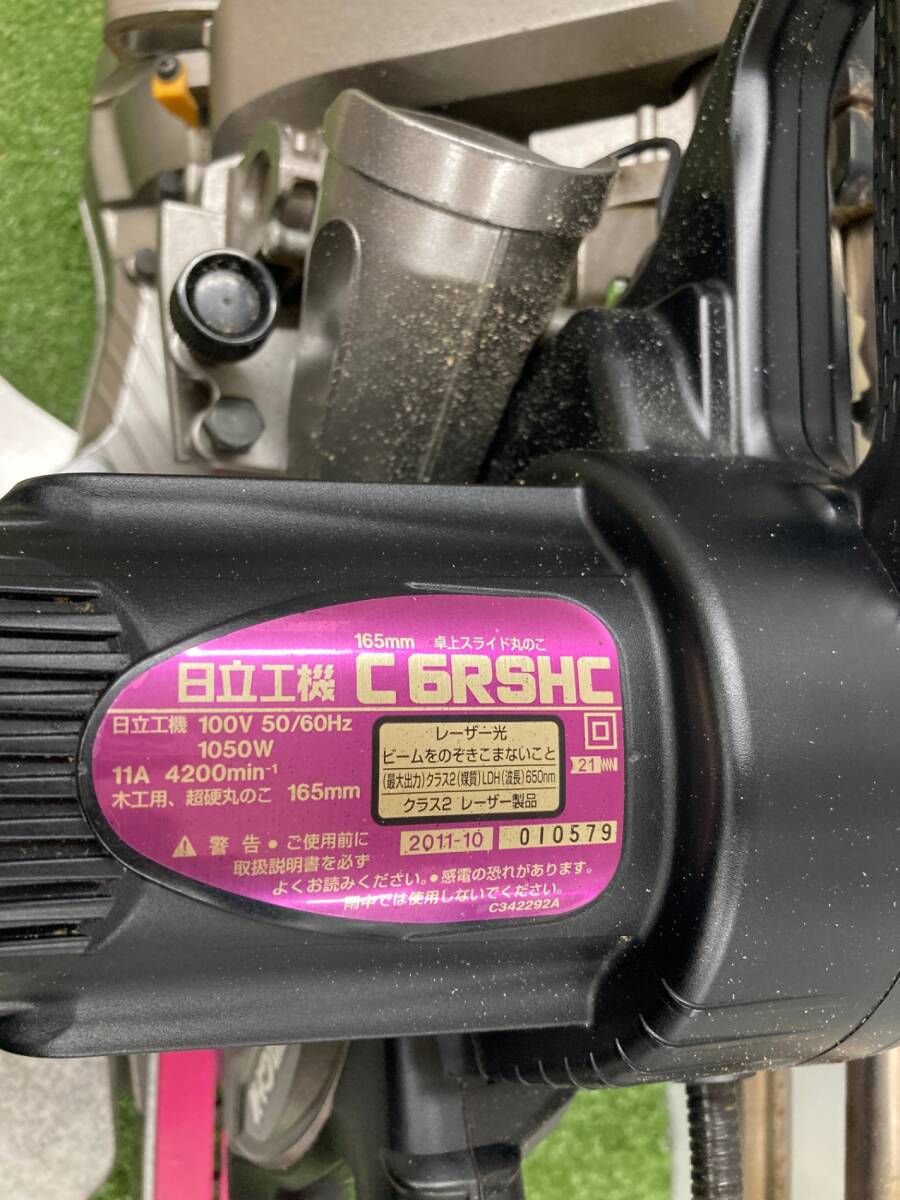 165mm 卓上スライド丸のこ
日立工機 C 6RSHC
日立工機 100V 50/60Hz
1050W
11A 4200min⁻¹
木工用、超硬丸のこ 165mm
レーザー光
ビームをのぞきこまないこと
(最大出力)クラス2(媒質)LDH(波長)650nm
クラス2 レーザー製品
21
2011-10 010579
警告・ご使用前に
取扱説明書を必ず
よくお読みください。・感電の恐れがあります。
雨中では使用しないでください。
C342292A